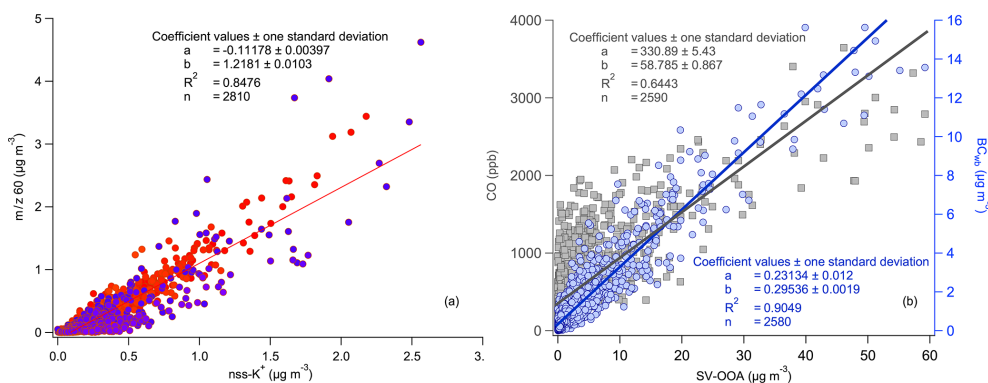 Coefficient values ± one standard deviation
a = -0.11178 ± 0.00397
b = 1.2181 ± 0.0103
R² = 0.8476
n = 2810
5
4
3
2
1
0
m/z 60 (μg m⁻³)
0.0 0.5 1.0 1.5 2.0 2.5 3.
nss-K⁺ (μg m⁻³)
(a)
Coefficient values ± one standard deviation
a = 330.89 ± 5.43
b = 58.785 ± 0.867
R² = 0.6443
n = 2590
4000
3000
2000
1000
0
CO (ppb)
16
14
12
10
8
6
4
2
0
BCwb (μg m⁻³)
Coefficient values ± one standard deviation
a = 0.23134 ± 0.012
b = 0.29536 ± 0.0019
R² = 0.9049
n = 2580
(b)
0 10 20 30 40 50 60
SV-OOA (μg m⁻³)